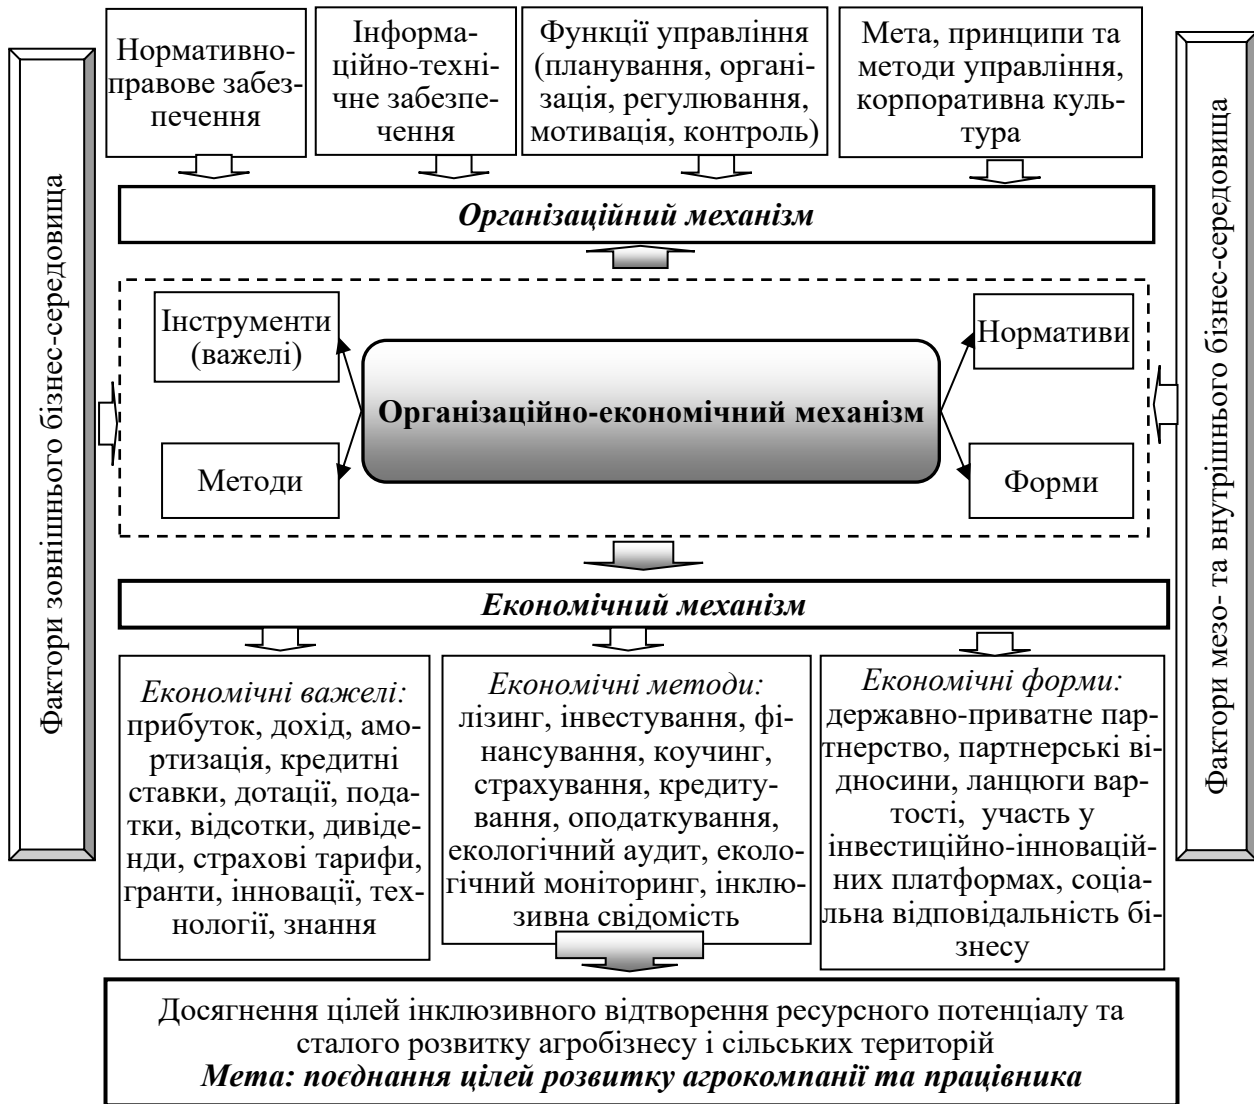 Нормативно-
правове забез-
печення
Інформа-
ційно-техні-
чне забезпе-
чення
Функції управління
(планування, органі-
зація, регулювання,
мотивація, контроль)
Мета, принципи та
методи управління,
корпоративна куль-
тура
Організаційний механізм
Фактори зовнішнього бізнес-середовища
Інструменти
(важелі)
Методи
Організаційно-економічний механізм
Нормативи
Форми
Фактори мезо- та внутрішнього бізнес-середовища
Економічний механізм
Економічні важелі:
прибуток, дохід, амо-
ртизація, кредитні
ставки, дотації, пода-
тки, відсотки, дивіде-
нди, страхові тарифи,
гранти, інновації, тех-
нології, знання
Економічні методи:
лізинг, інвестування, фі-
нансування, коучинг,
страхування, кредиту-
вання, оподаткування,
екологічний аудит, еколо-
гічний моніторинг, інклю-
зивна свідомість
Економічні форми:
державно-приватне пар-
тнерство, партнерські ві-
дносини, ланцюги вар-
тості, участь у
інвестиційно-інновацій-
них платформах, соціа-
льна відповідальність бі-
знесу
Досягнення цілей інклюзивного відтворення ресурсного потенціалу та
сталого розвитку агробізнесу і сільських територій
Мета: поєднання цілей розвитку агрокомпанії та працівника